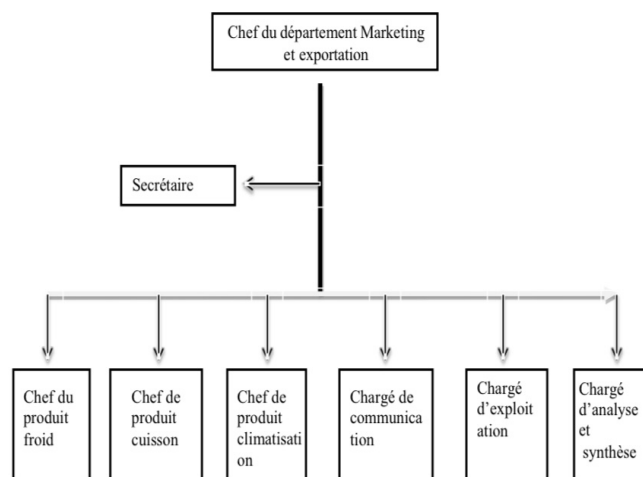 Chef du département Marketing
et exportation
Secrétaire
Chef du
produit
froid
Chef de
produit
cuisson
Chef de
produit
climatisati
on
Chargé de
communica
tion
Chargé
d’exploit
ation
Chargé
d’analyse
et
synthèse